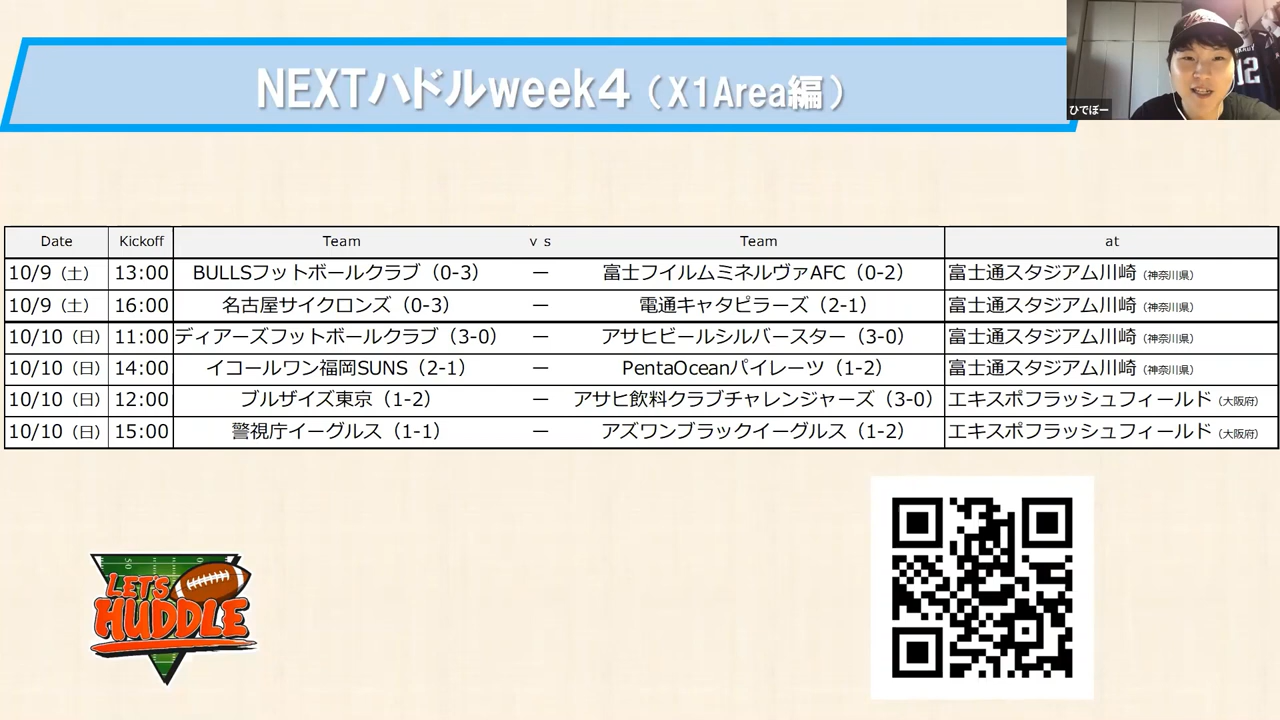 NEXTハドルweek4（X1Area編）
ひでぼー
12
Date Kickoff Team vs Team at
10/9（土） 13:00 BULLSフットボールクラブ（0-3） ― 富士フイルムミネルヴァAFC（0-2） 富士通スタジアム川崎（神奈川県）
10/9（土） 16:00 名古屋サイクロンズ（0-3） ― 電通キャタピラーズ（2-1） 富士通スタジアム川崎（神奈川県）
10/10（日） 11:00 ディアーズフットボールクラブ（3-0） ― アサヒビールシルバースター（3-0） 富士通スタジアム川崎（神奈川県）
10/10（日） 14:00 イコールワン福岡SUNS（2-1） ― PentaOceanパイレーツ（1-2） 富士通スタジアム川崎（神奈川県）
10/10（日） 12:00 ブルザイズ東京（1-2） ― アサヒ飲料クラブチャレンジャーズ（3-0） エキスポフラッシュフィールド（大阪府）
10/10（日） 15:00 警視庁イーグルス（1-1） ― アズワンブラックイーグルス（1-2） エキスポフラッシュフィールド（大阪府）
LET'S
HUDDLE